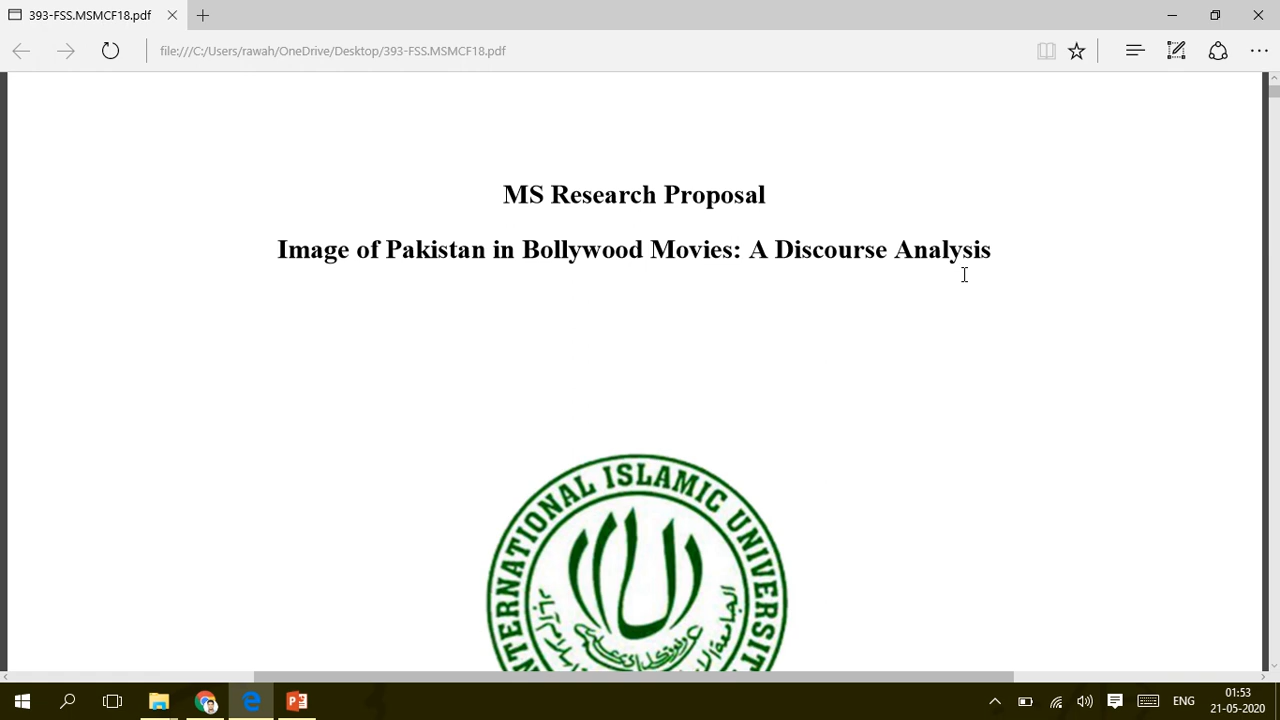 393-FSS.MSMCF18.pdf
file:///C:/Users/rawah/OneDrive/Desktop/393-FSS.MSMCF18.pdf
MS Research Proposal
Image of Pakistan in Bollywood Movies: A Discourse Analysis
INTERNATIONAL ISLAMIC UNIVERSIT
ENG
01:53
21-05-2020